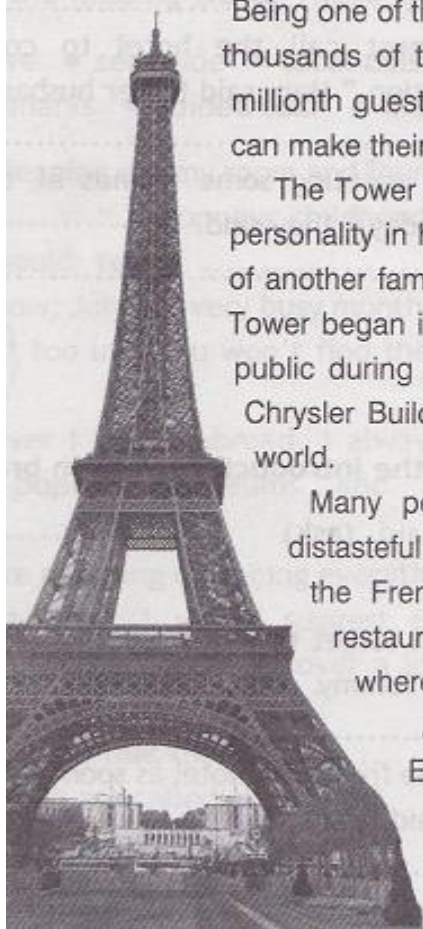 Being one of th
thousands of t
millionth guest
can make their
The Tower
personality in h
of another fam
Tower began i
public during
Chrysler Build
world.
Many pe
distasteful
the Fren
restaur
where
E